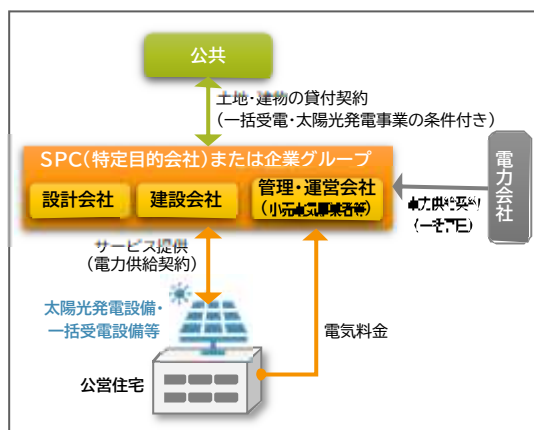 公共
土地・建物の貸付契約
(一括受電・太陽光発電事業の条件付き)
SPC(特定目的会社)または企業グループ
設計会社
建設会社
管理・運営会社
電力会社
サービス提供
(電力供給契約)
太陽光発電設備・
一括受電設備等
電気料金
公営住宅